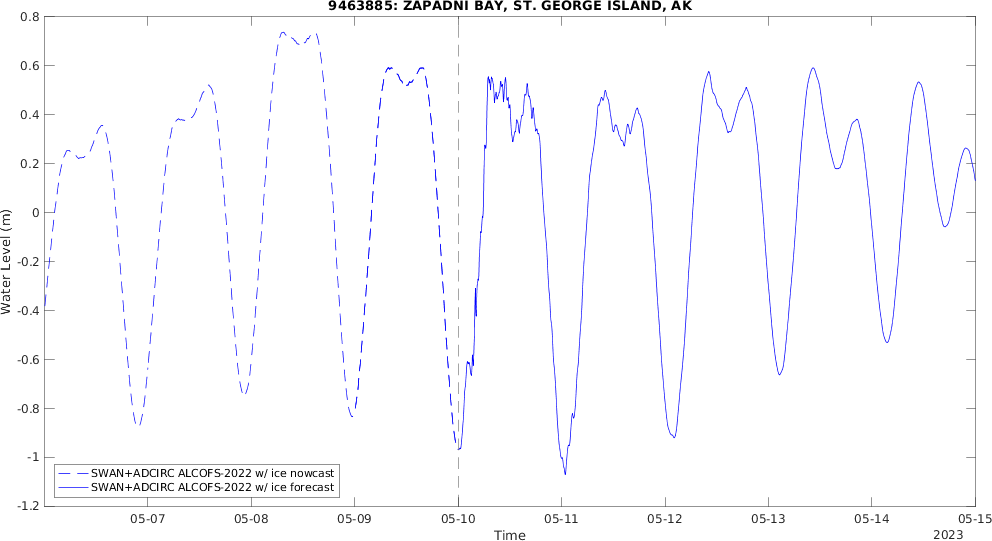 9463885: ZAPADNI BAY, ST. GEORGE ISLAND, AK
0.8
0.6
0.4
0.2
0
-0.2
-0.4
-0.6
-0.8
-1
-1.2
Water Level (m)
SWAN+ADCIRC ALCOFS-2022 w/ ice nowcast
SWAN+ADCIRC ALCOFS-2022 w/ ice forecast
05-07 05-08 05-09 05-10 05-11 05-12 05-13 05-14 05-15
Time
2023